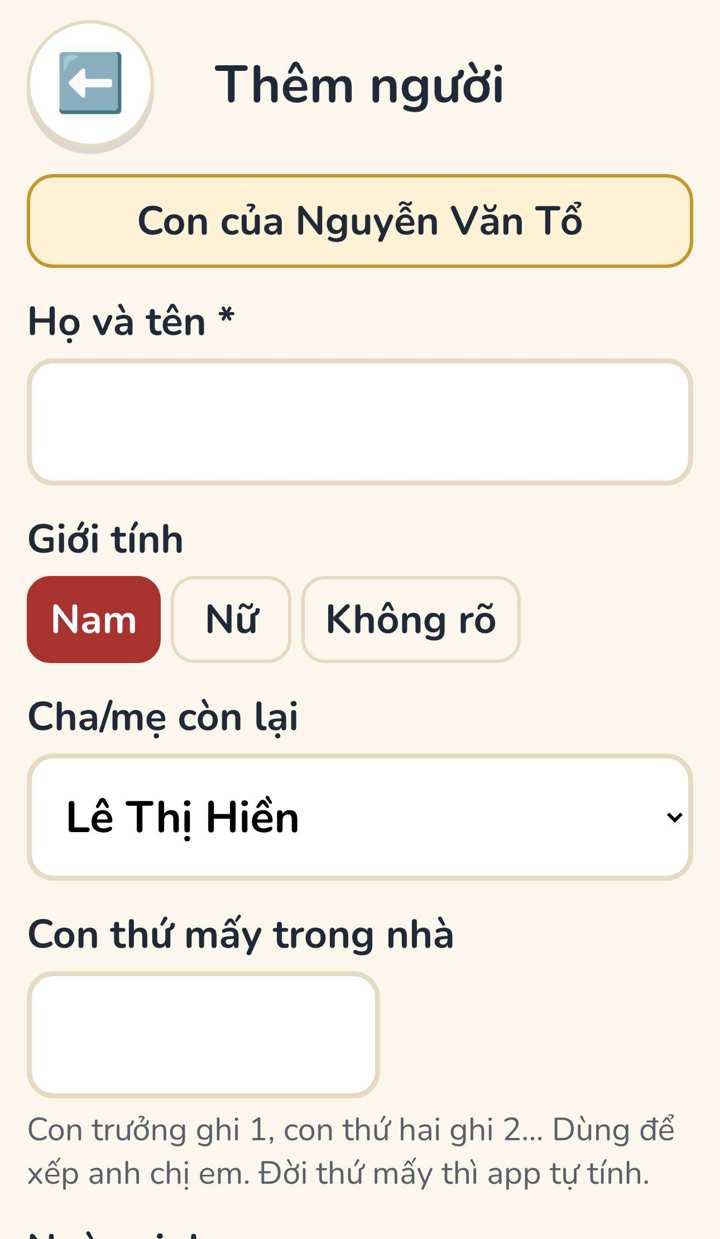 Thêm người
Con của Nguyễn Văn Tổ
Họ và tên *
Giới tính
Nam Nữ Không rõ
Cha/mẹ còn lại
Lê Thị Hiền
Con thứ mấy trong nhà
Con trưởng ghi 1, con thứ hai ghi 2... Dùng để
xếp anh chị em. Đời thứ mấy thì app tự tính.